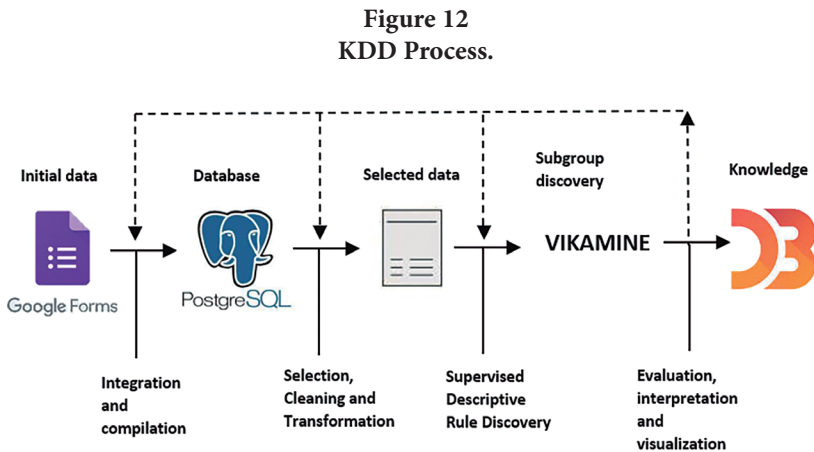 Figure 12
KDD Process.
Initial data
Database
Selected data
Subgroup
discovery
Knowledge
Google Forms
PostgreSQL
VIKAMINE
D3
Integration
and
compilation
Selection,
Cleaning and
Transformation
Supervised
Descriptive
Rule Discovery
Evaluation,
interpretation
and
visualization